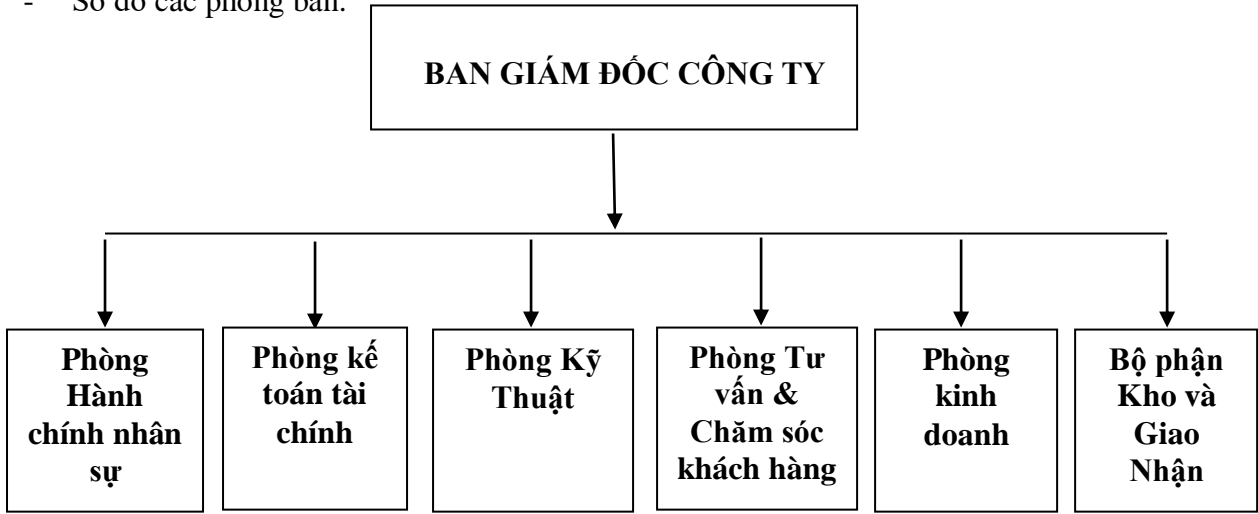 - Sơ đồ các phòng ban:
BAN GIÁM ĐỐC CÔNG TY
Phòng
Hành
chính nhân
sự
Phòng kế
toán tài
chính
Phòng Kỹ
Thuật
Phòng Tư
vấn &
Chăm sóc
khách hàng
Phòng
kinh
doanh
Bộ phận
Kho và
Giao
Nhận